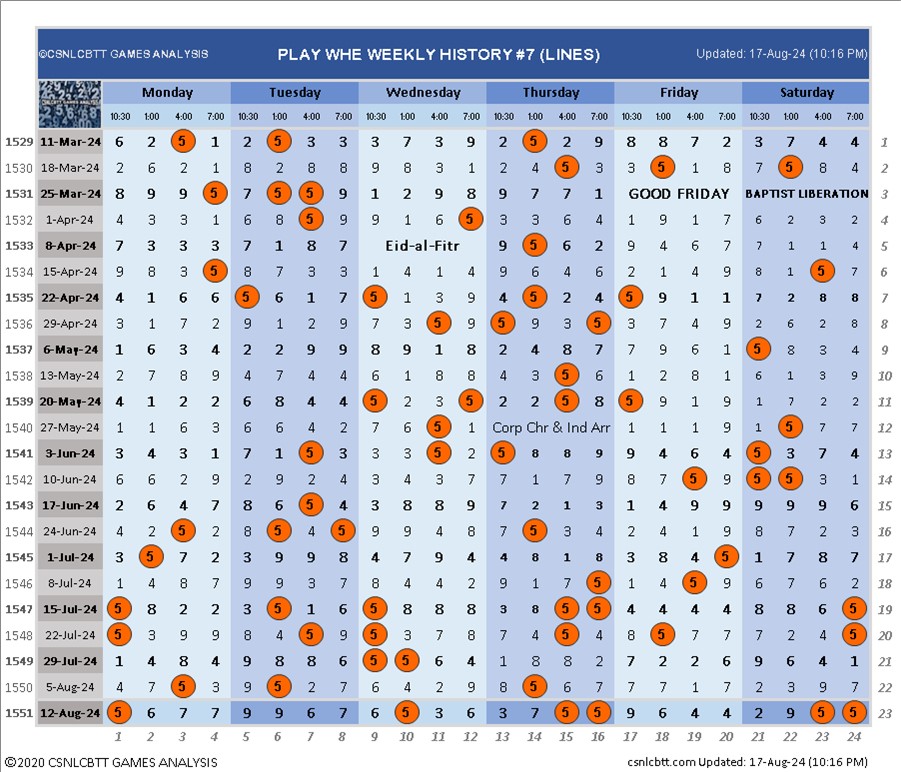 ©CSNLCBTT GAMES ANALYSIS PLAY WHE WEEKLY HISTORY #7 (LINES) Updated: 17-Aug-24 (10:16 PM)
Monday Tuesday Wednesday Thursday Friday Saturday
10:30 1:00 4:00 7:00 10:30 1:00 4:00 7:00 10:30 1:00 4:00 7:00 10:30 1:00 4:00 7:00 10:30 1:00 4:00 7:00 10:30 1:00 4:00 7:00
1529 11-Mar-24 6 2 5 1 2 5 3 3 3 7 3 9 2 5 2 9 8 8 7 2 3 7 4 4 1
1530 18-Mar-24 2 6 2 1 8 2 8 8 9 8 3 1 2 4 5 3 3 5 8 1 7 5 2 8 2
1531 25-Mar-24 8 9 9 5 7 5 5 9 1 2 9 8 9 7 7 1 GOOD FRIDAY BAPTIST LIBERATION 3
1532 1-Apr-24 4 3 3 1 6 8 5 9 9 1 6 5 3 3 6 4 1 9 1 7 6 2 3 2 4
1533 8-Apr-24 7 3 3 3 7 1 8 7 Eid-al-Fitr 9 5 6 2 9 4 6 7 7 1 1 4 5
1534 15-Apr-24 9 8 3 5 8 7 3 3 1 4 1 4 9 6 4 6 2 1 4 9 8 1 5 7 6
1535 22-Apr-24 4 1 6 6 5 6 1 7 5 1 3 9 4 5 2 4 5 9 1 1 7 2 8 8 7
1536 29-Apr-24 3 1 7 2 9 1 2 9 7 3 5 9 5 9 3 5 3 7 4 9 2 6 2 8 8
1537 6-May-24 1 6 3 4 2 2 9 9 8 9 1 8 2 4 8 7 7 9 6 1 5 8 3 4 9
1538 13-May-24 2 7 8 9 4 7 4 4 6 1 8 8 4 3 5 6 1 2 8 1 6 1 3 9 10
1539 20-May-24 4 1 2 2 6 8 4 4 5 2 3 5 2 2 5 8 5 9 1 9 1 7 2 2 11
1540 27-May-24 1 1 6 3 6 6 4 2 7 6 5 1 Corp Chr & Ind Arr 1 1 1 9 1 5 7 7 12
1541 3-Jun-24 3 4 3 1 7 1 5 3 3 3 5 2 5 8 8 9 9 4 6 4 5 3 7 4 13
1542 10-Jun-24 6 6 2 9 2 9 2 4 3 8 4 3 7 1 7 9 8 7 5 9 5 5 3 1 14
1543 17-Jun-24 2 6 4 7 8 6 5 4 3 8 8 9 7 2 1 3 1 4 9 9 9 9 9 6 15
1544 24-Jun-24 4 2 5 2 8 5 4 5 9 9 4 8 7 5 3 4 2 4 1 9 8 7 2 3 16
1545 1-Jul-24 3 5 7 2 3 9 9 8 4 7 9 4 4 8 1 8 3 8 4 5 1 7 8 7 17
1546 8-Jul-24 1 4 8 7 9 9 3 7 8 4 4 2 9 1 7 5 1 4 5 9 6 7 6 2 18
1547 15-Jul-24 5 8 2 2 3 5 1 6 5 8 8 8 3 8 5 5 4 4 4 4 8 8 6 5 19
1548 22-Jul-24 5 3 9 9 8 4 5 9 5 3 7 8 7 4 5 4 8 5 7 7 7 2 4 5 20
1549 29-Jul-24 1 4 8 4 9 8 8 6 5 5 6 4 1 8 8 2 7 2 2 6 9 6 4 1 21
1550 5-Aug-24 4 7 5 3 9 5 2 7 6 4 2 9 8 5 6 7 7 7 1 7 2 3 9 7 22
1551 12-Aug-24 5 6 7 7 9 9 6 7 6 5 3 6 3 7 5 5 9 6 4 4 2 9 5 5 23
1 2 3 4 5 6 7 8 9 10 11 12 13 14 15 16 17 18 19 20 21 22 23 24
©2020 CSNLCBTT GAMES ANALYSIS csnlcbtt.com Updated: 17-Aug-24 (10:16 PM)